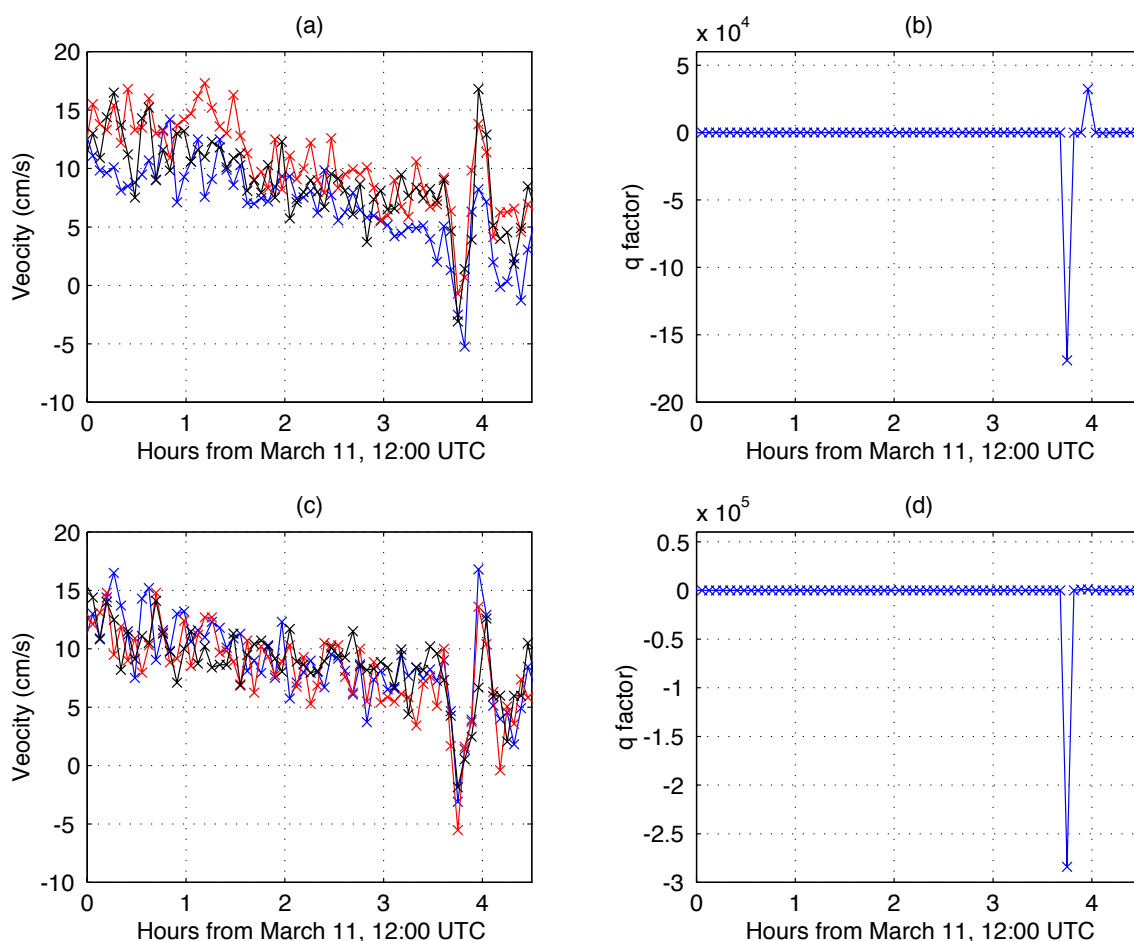 (a)
20
15
10
5
0
-5
-10
Veocity (cm/s)
0 1 2 3 4
Hours from March 11, 12:00 UTC
(b)
x 10^4
5
0
-5
-10
-15
-20
q factor)
0 1 2 3 4
Hours from March 11, 12:00 UTC
(c)
20
15
10
5
0
-5
-10
Veocity (cm/s)
0 1 2 3 4
Hours from March 11, 12:00 UTC
(d)
x 10^5
0.5
0
-0.5
-1
-1.5
-2
-2.5
-3
q factor)
0 1 2 3 4
Hours from March 11, 12:00 UTC